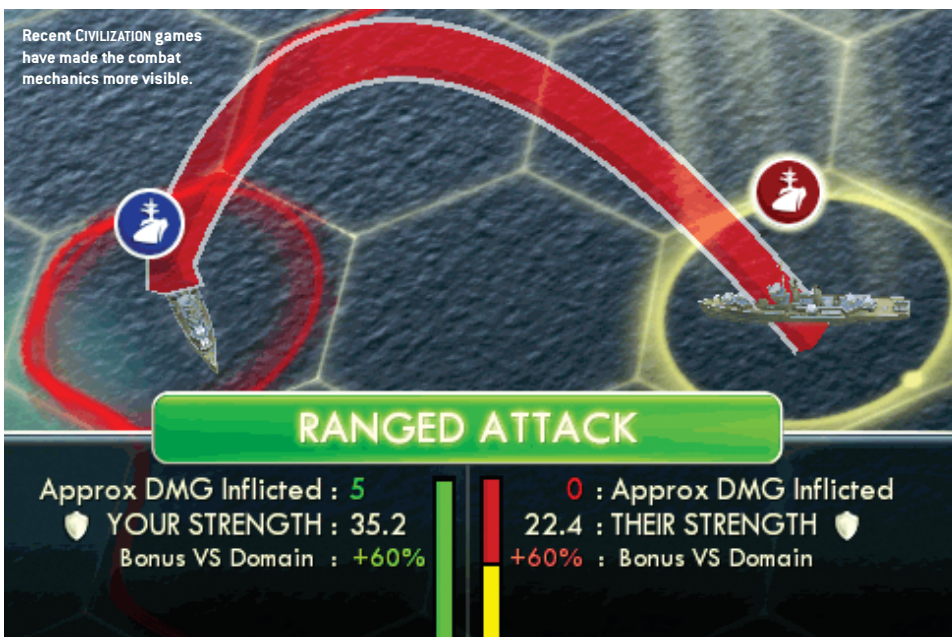 Recent CIVILIZATION games
have made the combat
mechanics more visible.
RANGED ATTACK
Approx DMG Inflicted : 5
YOUR STRENGTH : 35.2
Bonus VS Domain : +60%
0 : Approx DMG Inflicted
22.4 : THEIR STRENGTH
+60% : Bonus VS Domain